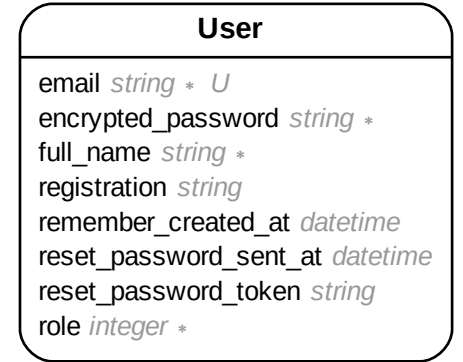 User
email string * U
encrypted_password string *
full_name string *
registration string
remember_created_at datetime
reset_password_sent_at datetime
reset_password_token string
role integer *